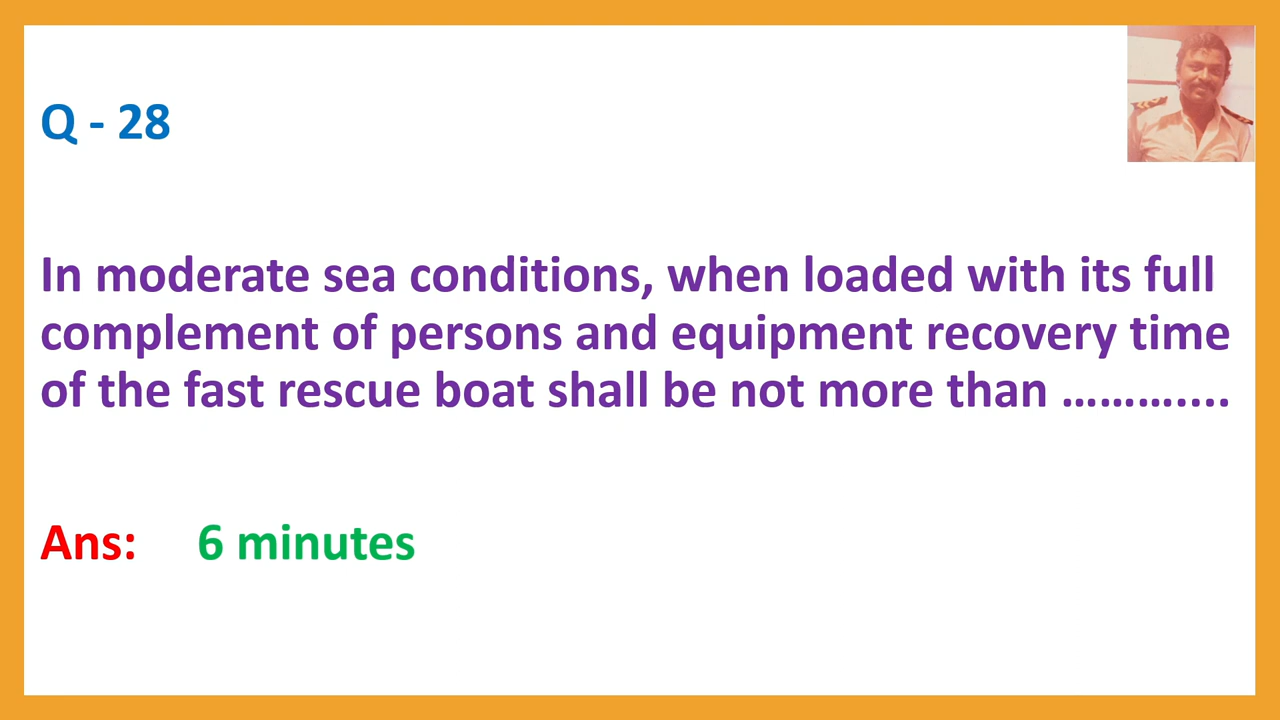 Q - 28
In moderate sea conditions, when loaded with its full
complement of persons and equipment recovery time
of the fast rescue boat shall be not more than ………....
Ans: 6 minutes